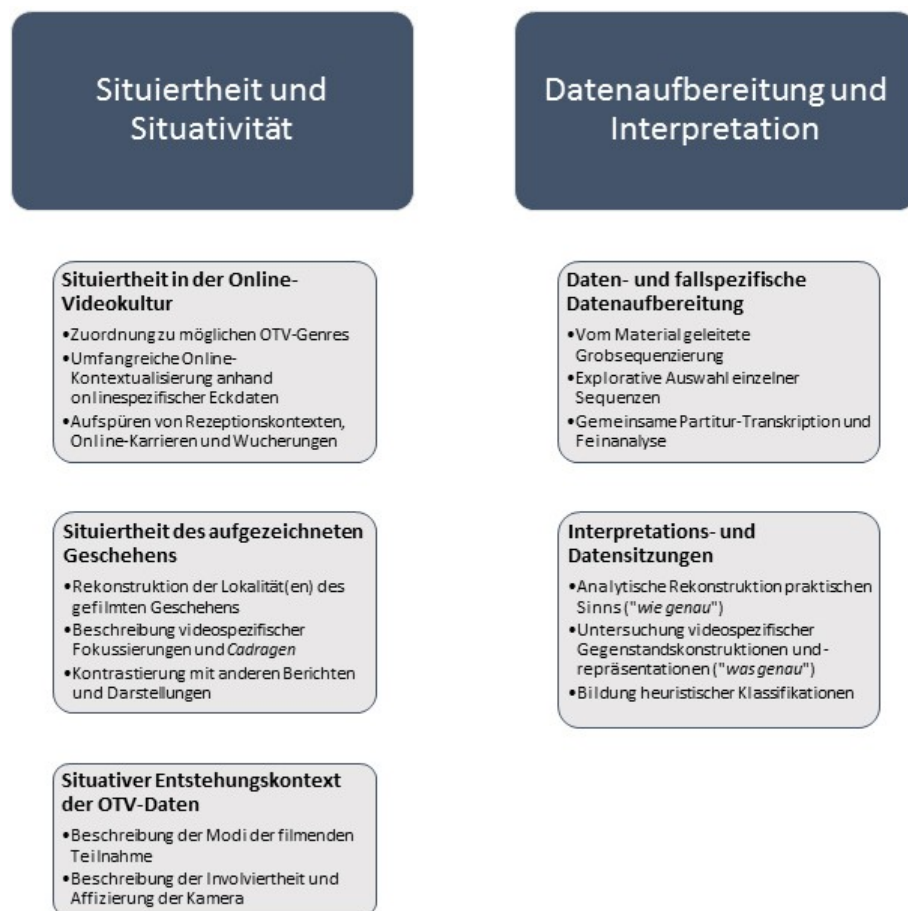 Situiertheit und
Situativität
Situiertheit in der Online-
Videokultur
•Zuordnung zu möglichen OTV-Genres
•Umfangreiche Online-
Kontextualisierung anhand
onlinespezifischer Eckdaten
•Aufspüren von Rezeptionskontexten,
Online-Karrieren und Wucherungen
Situiertheit des aufgezeichneten
Geschehens
•Rekonstruktion der Lokalität(en) des
gefilmten Geschehens
•Beschreibung videospezifischer
Fokussierungen und Cadragen
•Kontrastierung mit anderen Berichten
und Darstellungen
Situativer Entstehungskontext
der OTV-Daten
•Beschreibung der Modi der filmenden
Teilnahme
•Beschreibung der Involviertheit und
Affizierung der Kamera
Datenaufbereitung und
Interpretation
Daten- und fallspezifische
Datenaufbereitung
•Vom Material geleitete
Grobsequenzierung
•Explorative Auswahl einzelner
Sequenzen
•Gemeinsame Partitur-Transkription und
Feinanalyse
Interpretations- und
Datensitzungen
•Analytische Rekonstruktion praktischen
Sinns ("wie genau")
•Untersuchung videospezifischer
Gegenstandskonstruktionen und -
repräsentationen ("was genau")
•Bildung heuristischer Klassifikationen